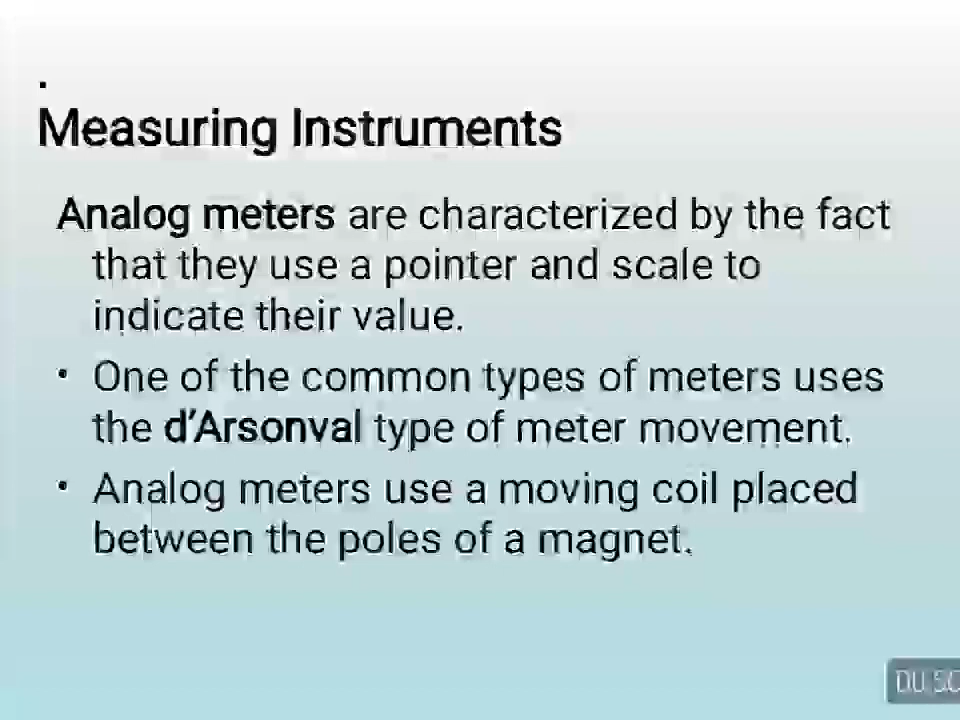 .
Measuring Instruments
Analog meters are characterized by the fact
that they use a pointer and scale to
indicate their value.
• One of the common types of meters uses
the d’Arsonval type of meter movement.
• Analog meters use a moving coil placed
between the poles of a magnet.
DU SC